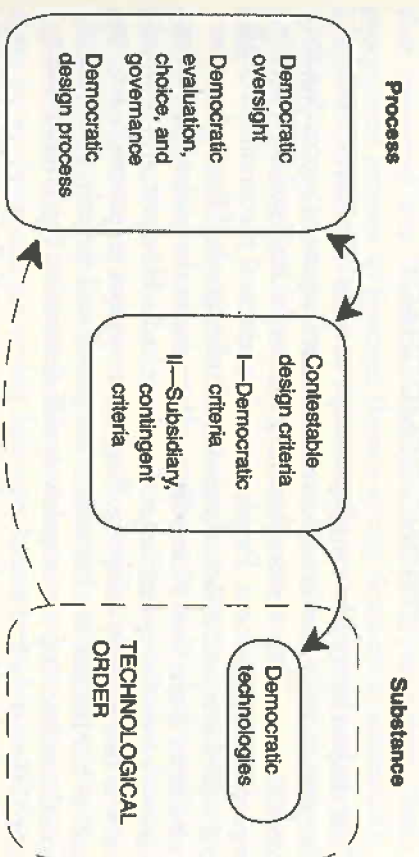 Process
Democratic
oversight
Democratic
evaluation,
choice, and
governance
Democratic
design process
Contestable
design criteria
I—Democratic
criteria
II—Subsidiary,
contingent
criteria
Substance
Democratic
technologies
TECHNOLOGICAL
ORDER